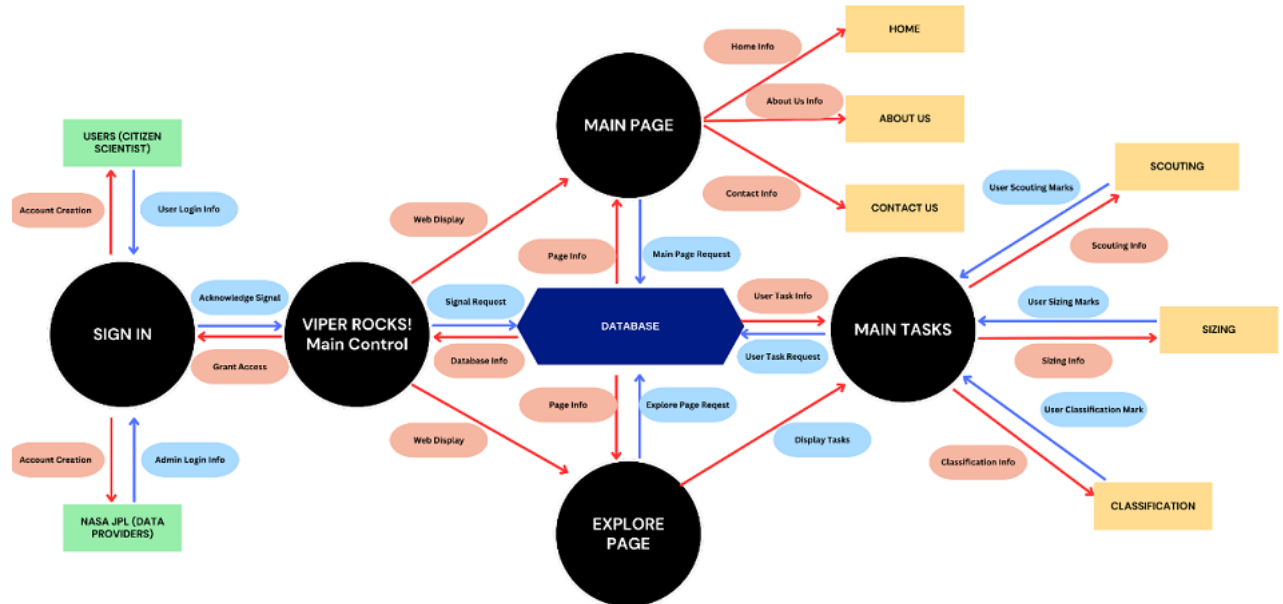 HOME
Home Info
MAIN PAGE
About Us Info
ABOUT US
USERS (CITIZEN
SCIENTIST)
SCOUTING
User Scouting Marks
Contact Info
CONTACT US
Account Creation
User Login Info
Web Display
Scouting Info
Page Info
Main Page Request
Acknowledge Signal
Signal Request
User Task Info
User Sizing Marks
SIGN IN
VIPER ROCKS!
Main Control
DATABASE
MAIN TASKS
SIZING
Grant Access
Database Info
User Task Request
Sizing Info
Page Info
Explore Page Reqest
User Classification Mark
Web Display
Display Tasks
Account Creation
Admin Login Info
Classification Info
CLASSIFICATION
NASA JPL (DATA
PROVIDERS)
EXPLORE
PAGE